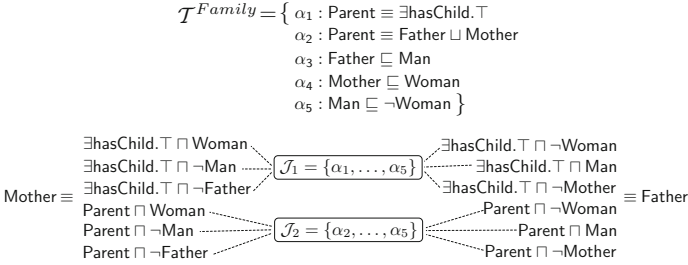 𝒯^Family = { α₁ : Parent ≡ ∃hasChild.⊤
α₂ : Parent ≡ Father ⊔ Mother
α₃ : Father ⊑ Man
α₄ : Mother ⊑ Woman
α₅ : Man ⊑ ¬Woman }
∃hasChild.⊤ ⊓ Woman
∃hasChild.⊤ ⊓ ¬Man
∃hasChild.⊤ ⊓ ¬Father
Mother ≡
Parent ⊓ Woman
Parent ⊓ ¬Man
Parent ⊓ ¬Father
𝒥₁ = {α₁, . . . , α₅}
𝒥₂ = {α₂, . . . , α₅}
∃hasChild.⊤ ⊓ ¬Woman
∃hasChild.⊤ ⊓ Man
∃hasChild.⊤ ⊓ ¬Mother
≡ Father
Parent ⊓ ¬Woman
Parent ⊓ Man
Parent ⊓ ¬Mother